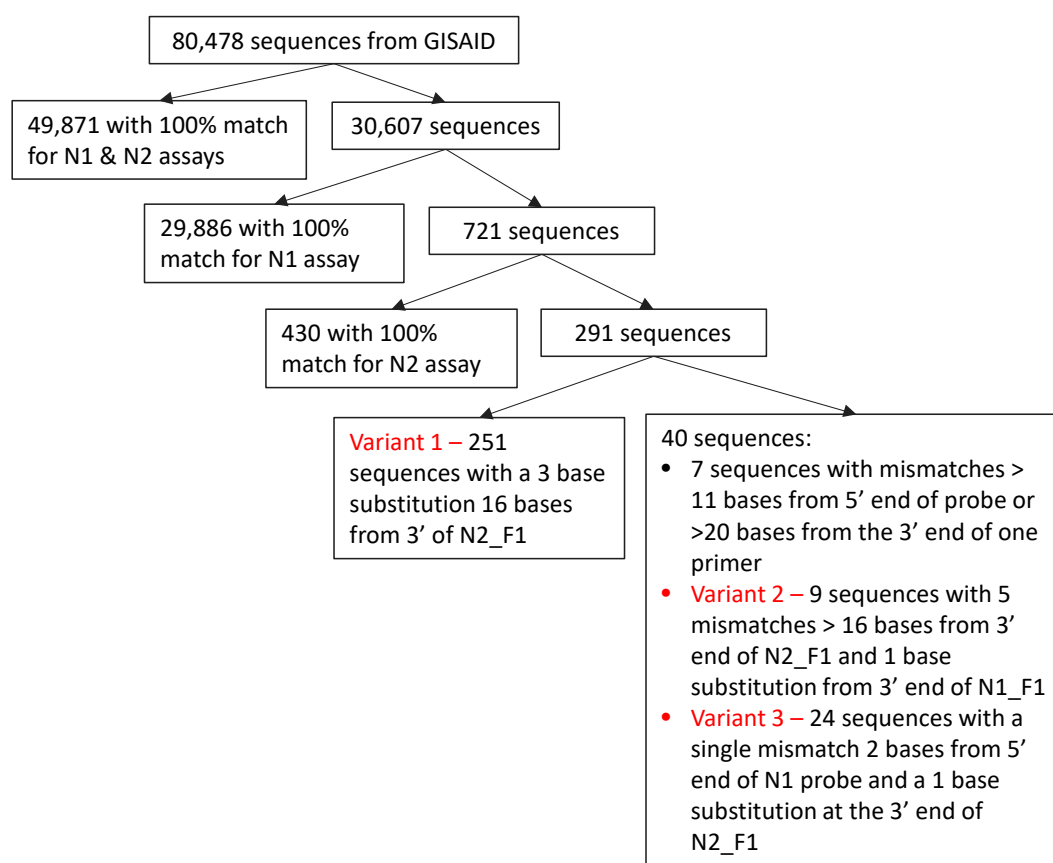 80,478 sequences from GISAID
49,871 with 100% match
for N1 & N2 assays
30,607 sequences
29,886 with 100%
match for N1 assay
721 sequences
430 with 100%
match for N2 assay
291 sequences
Variant 1 – 251
sequences with a 3 base
substitution 16 bases
from 3’ of N2_F1
40 sequences:
• 7 sequences with mismatches >
11 bases from 5’ end of probe or
>20 bases from the 3’ end of one
primer
• Variant 2 – 9 sequences with 5
mismatches > 16 bases from 3’
end of N2_F1 and 1 base
substitution from 3’ end of N1_F1
• Variant 3 – 24 sequences with a
single mismatch 2 bases from 5’
end of N1 probe and a 1 base
substitution at the 3’ end of
N2_F1